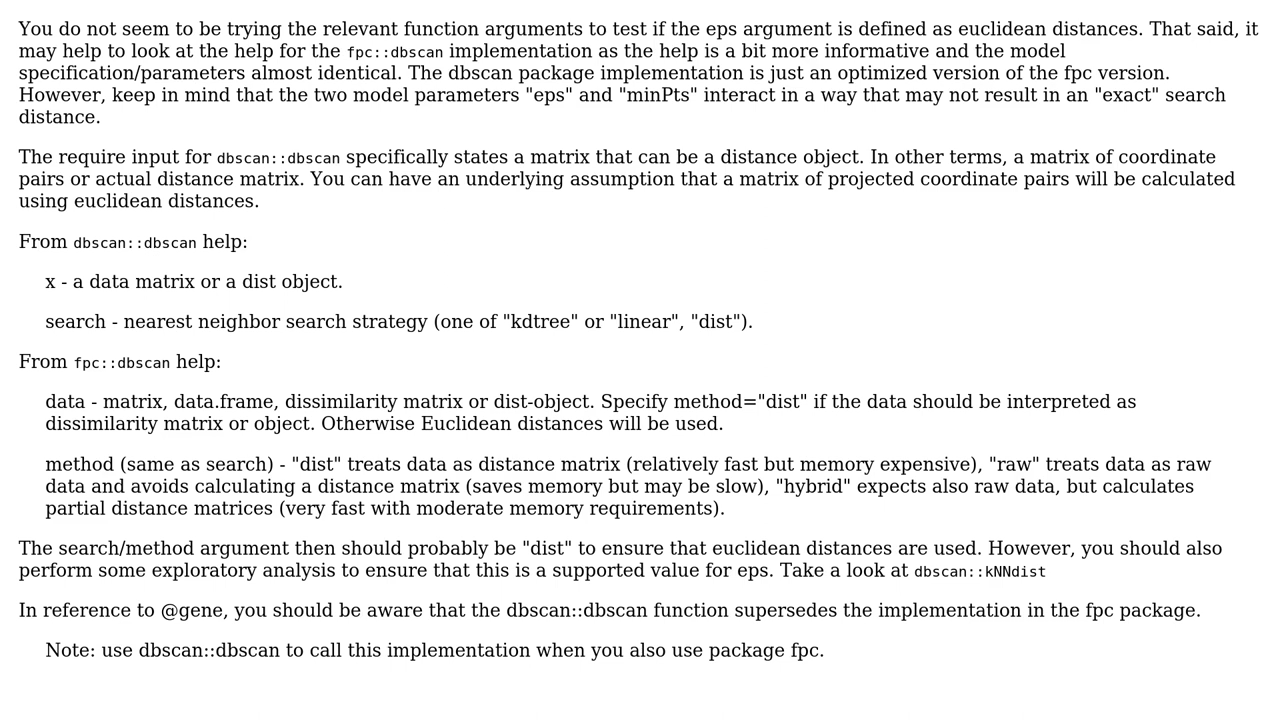 You do not seem to be trying the relevant function arguments to test if the eps argument is defined as euclidean distances. That said, it
may help to look at the help for the fpc::dbscan implementation as the help is a bit more informative and the model
specification/parameters almost identical. The dbscan package implementation is just an optimized version of the fpc version.
However, keep in mind that the two model parameters "eps" and "minPts" interact in a way that may not result in an "exact" search
distance.
The require input for dbscan::dbscan specifically states a matrix that can be a distance object. In other terms, a matrix of coordinate
pairs or actual distance matrix. You can have an underlying assumption that a matrix of projected coordinate pairs will be calculated
using euclidean distances.
From dbscan::dbscan help:
x - a data matrix or a dist object.
search - nearest neighbor search strategy (one of "kdtree" or "linear", "dist").
From fpc::dbscan help:
data - matrix, data.frame, dissimilarity matrix or dist-object. Specify method="dist" if the data should be interpreted as
dissimilarity matrix or object. Otherwise Euclidean distances will be used.
method (same as search) - "dist" treats data as distance matrix (relatively fast but memory expensive), "raw" treats data as raw
data and avoids calculating a distance matrix (saves memory but may be slow), "hybrid" expects also raw data, but calculates
partial distance matrices (very fast with moderate memory requirements).
The search/method argument then should probably be "dist" to ensure that euclidean distances are used. However, you should also
perform some exploratory analysis to ensure that this is a supported value for eps. Take a look at dbscan::kNNdist
In reference to @gene, you should be aware that the dbscan::dbscan function supersedes the implementation in the fpc package.
Note: use dbscan::dbscan to call this implementation when you also use package fpc.